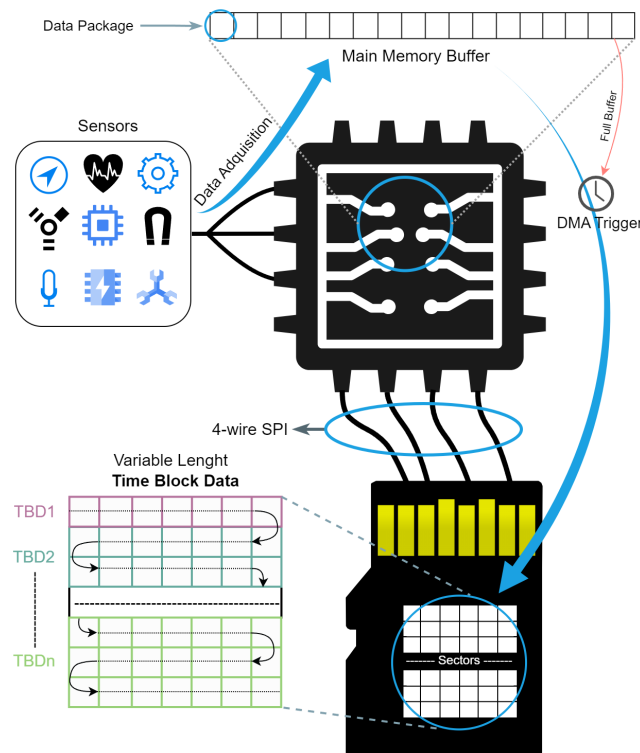 Data Package
Main Memory Buffer
Sensors
Data Adquisition
Full Buffer
DMA Trigger
4-wire SPI
Variable Lenght
Time Block Data
TBD1
TBD2
TBDn
Sectors